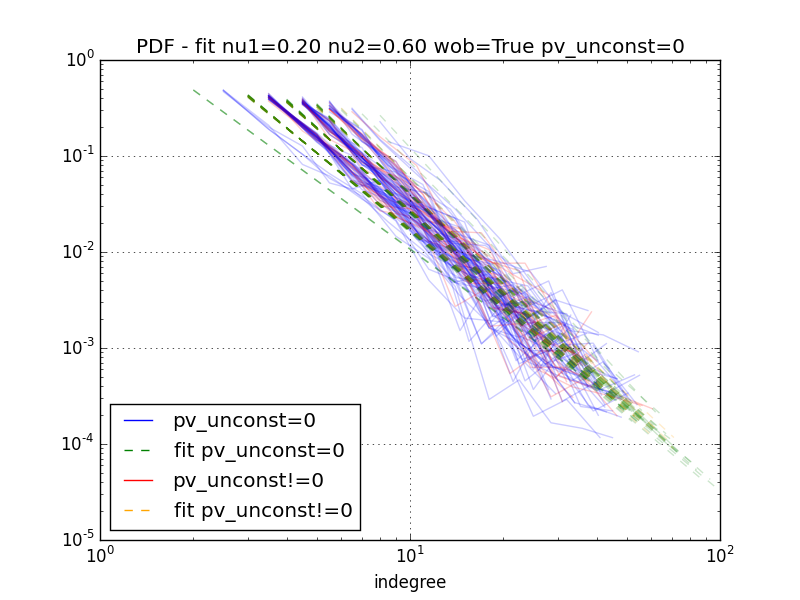 PDF - fit nu1=0.20 nu2=0.60 wob=True pv_unconst=0
10^0
10^-1
10^-2
10^-3
10^-4
10^-5
pv_unconst=0
fit pv_unconst=0
pv_unconst!=0
fit pv_unconst!=0
10^0 10^1 10^2
indegree